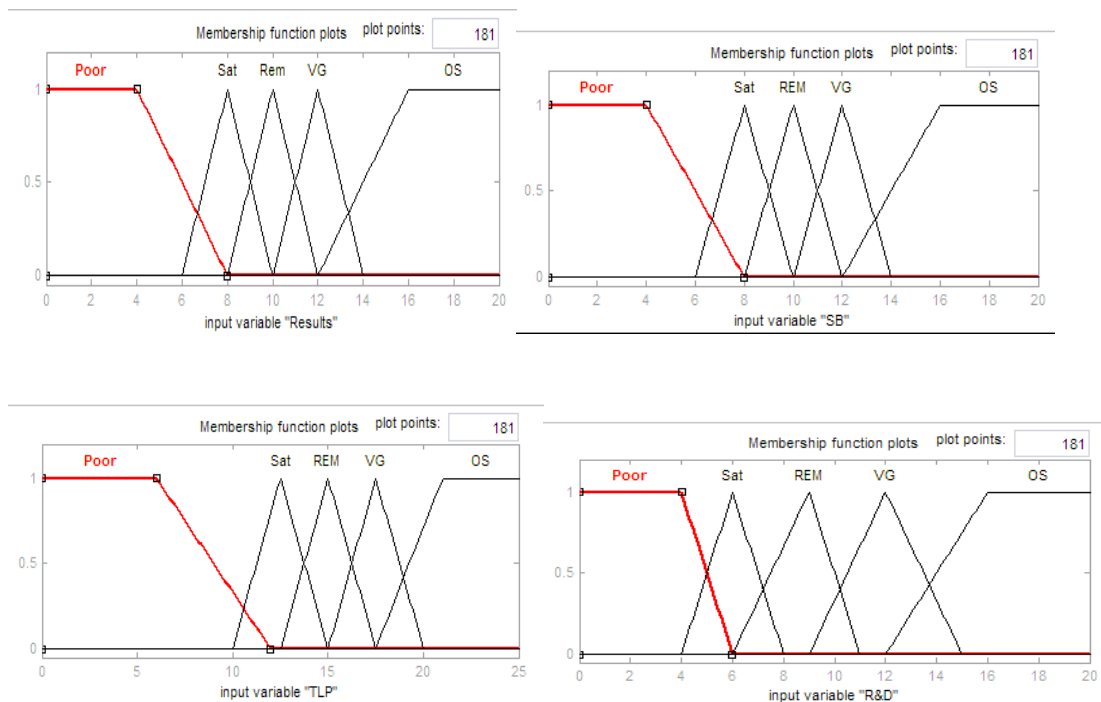 Membership function plots plot points: 181
Poor Sat Rem VG OS
1
0.5
0
0 2 4 6 8 10 12 14 16 18 20
input variable "Results"
Membership function plots plot points: 181
Poor Sat REM VG OS
1
0.5
0
0 2 4 6 8 10 12 14 16 18 20
input variable "SB"
Membership function plots plot points: 181
Poor Sat REM VG OS
1
0.5
0
0 5 10 15 20 25
input variable "TLP"
Membership function plots plot points: 181
Poor Sat REM VG OS
1
0.5
0
0 2 4 6 8 10 12 14 16 18 20
input variable "R&D"